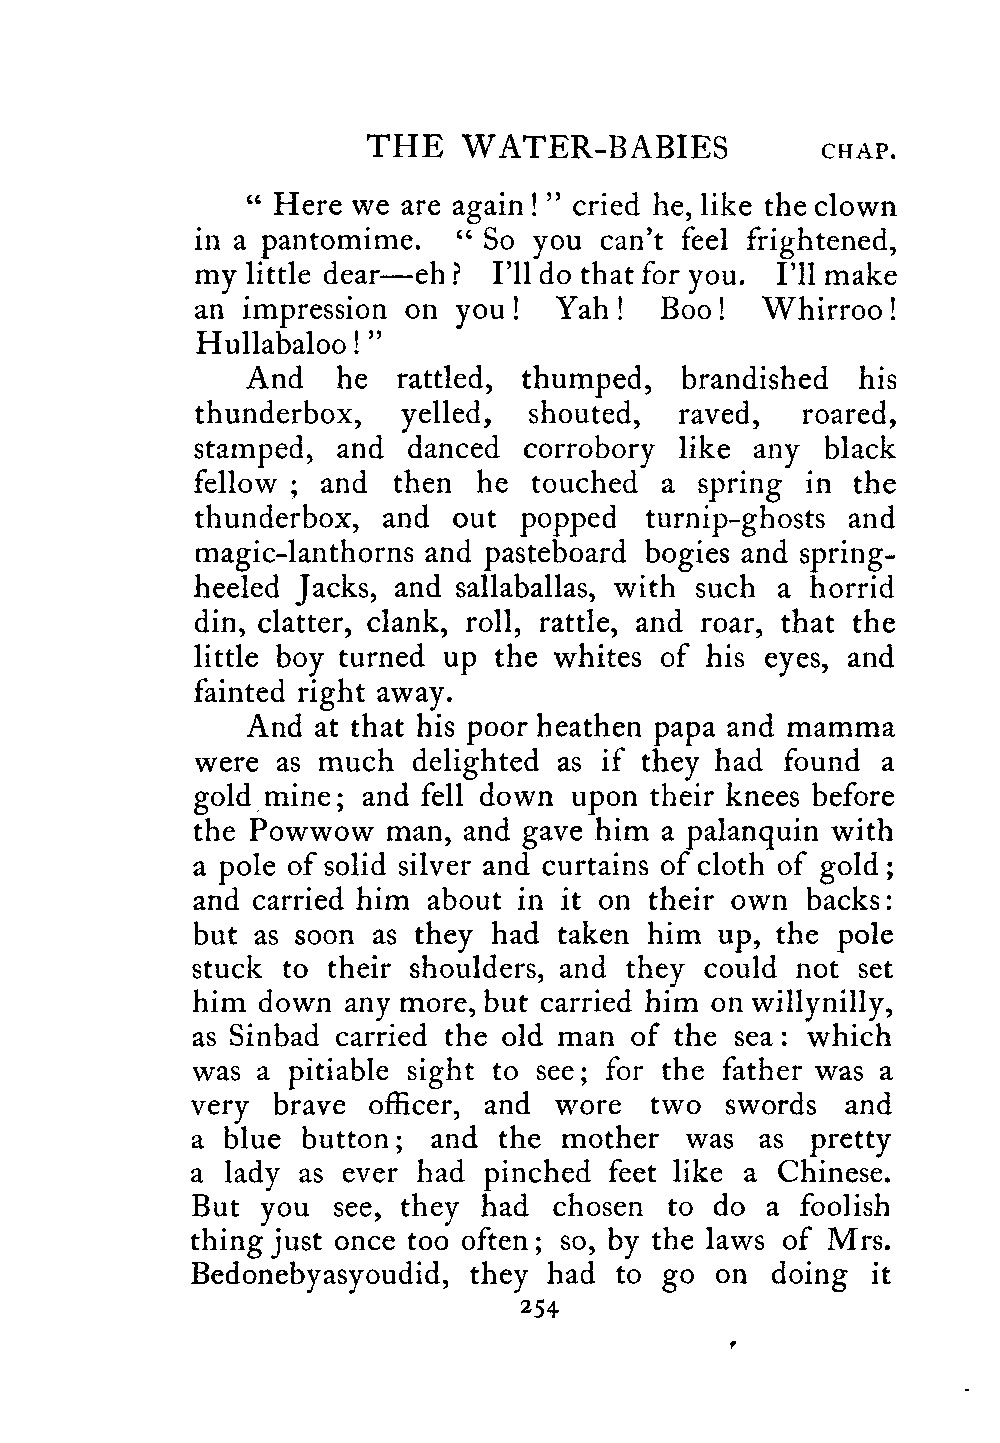 THE WATER-BABIES CHAP.
“ Here we are again ! ” cried he, like the clown
in a pantomime. “ So you can't feel frightened,
my little dear—eh ? I'll do that for you. I'll make
an impression on you ! Yah ! Boo ! Whirroo !
Hullabaloo ! ”
And he rattled, thumped, brandished his
thunderbox, yelled, shouted, raved, roared,
stamped, and danced corrobory like any black
fellow ; and then he touched a spring in the
thunderbox, and out popped turnip-ghosts and
magic-lanthorns and pasteboard bogies and spring-
heeled Jacks, and sallaballas, with such a horrid
din, clatter, clank, roll, rattle, and roar, that the
little boy turned up the whites of his eyes, and
fainted right away.
And at that his poor heathen papa and mamma
were as much delighted as if they had found a
gold mine ; and fell down upon their knees before
the Powwow man, and gave him a palanquin with
a pole of solid silver and curtains of cloth of gold ;
and carried him about in it on their own backs :
but as soon as they had taken him up, the pole
stuck to their shoulders, and they could not set
him down any more, but carried him on willynilly,
as Sinbad carried the old man of the sea : which
was a pitiable sight to see ; for the father was a
very brave officer, and wore two swords and
a blue button ; and the mother was as pretty
a lady as ever had pinched feet like a Chinese.
But you see, they had chosen to do a foolish
thing just once too often ; so, by the laws of Mrs.
Bedonebyasyoudid, they had to go on doing it
254